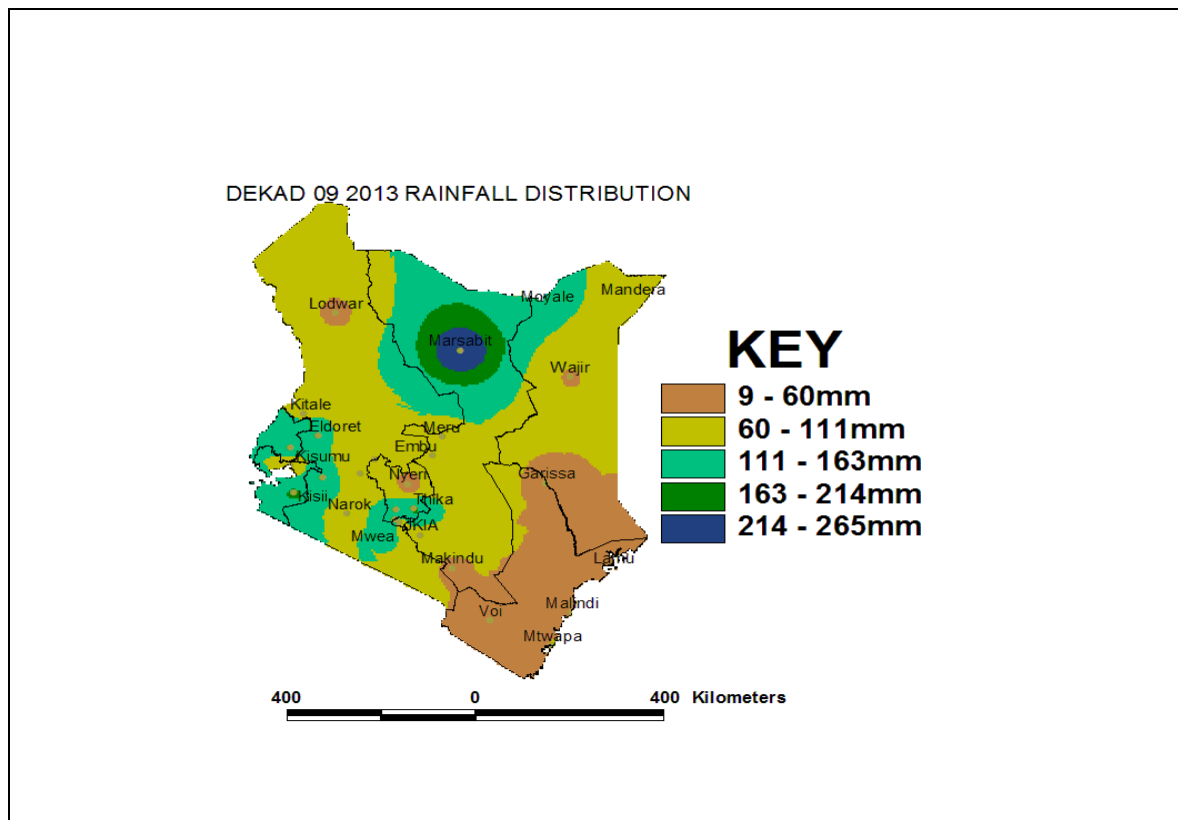 DEKAD 09 2013 RAINFALL DISTRIBUTION
Moyale
Mandera
Lodwar
Marsabit
Wajir
KEY
9 - 60mm
60 - 111mm
111 - 163mm
163 - 214mm
214 - 265mm
Kitale
Eldoret
Meru
Embu
Kisumu
Nyeri
Garissa
Kisii
Narok
Thika
JKIA
Mwea
Makindu
Lamu
Voi
Malindi
Mtwapa
400 0 400 Kilometers